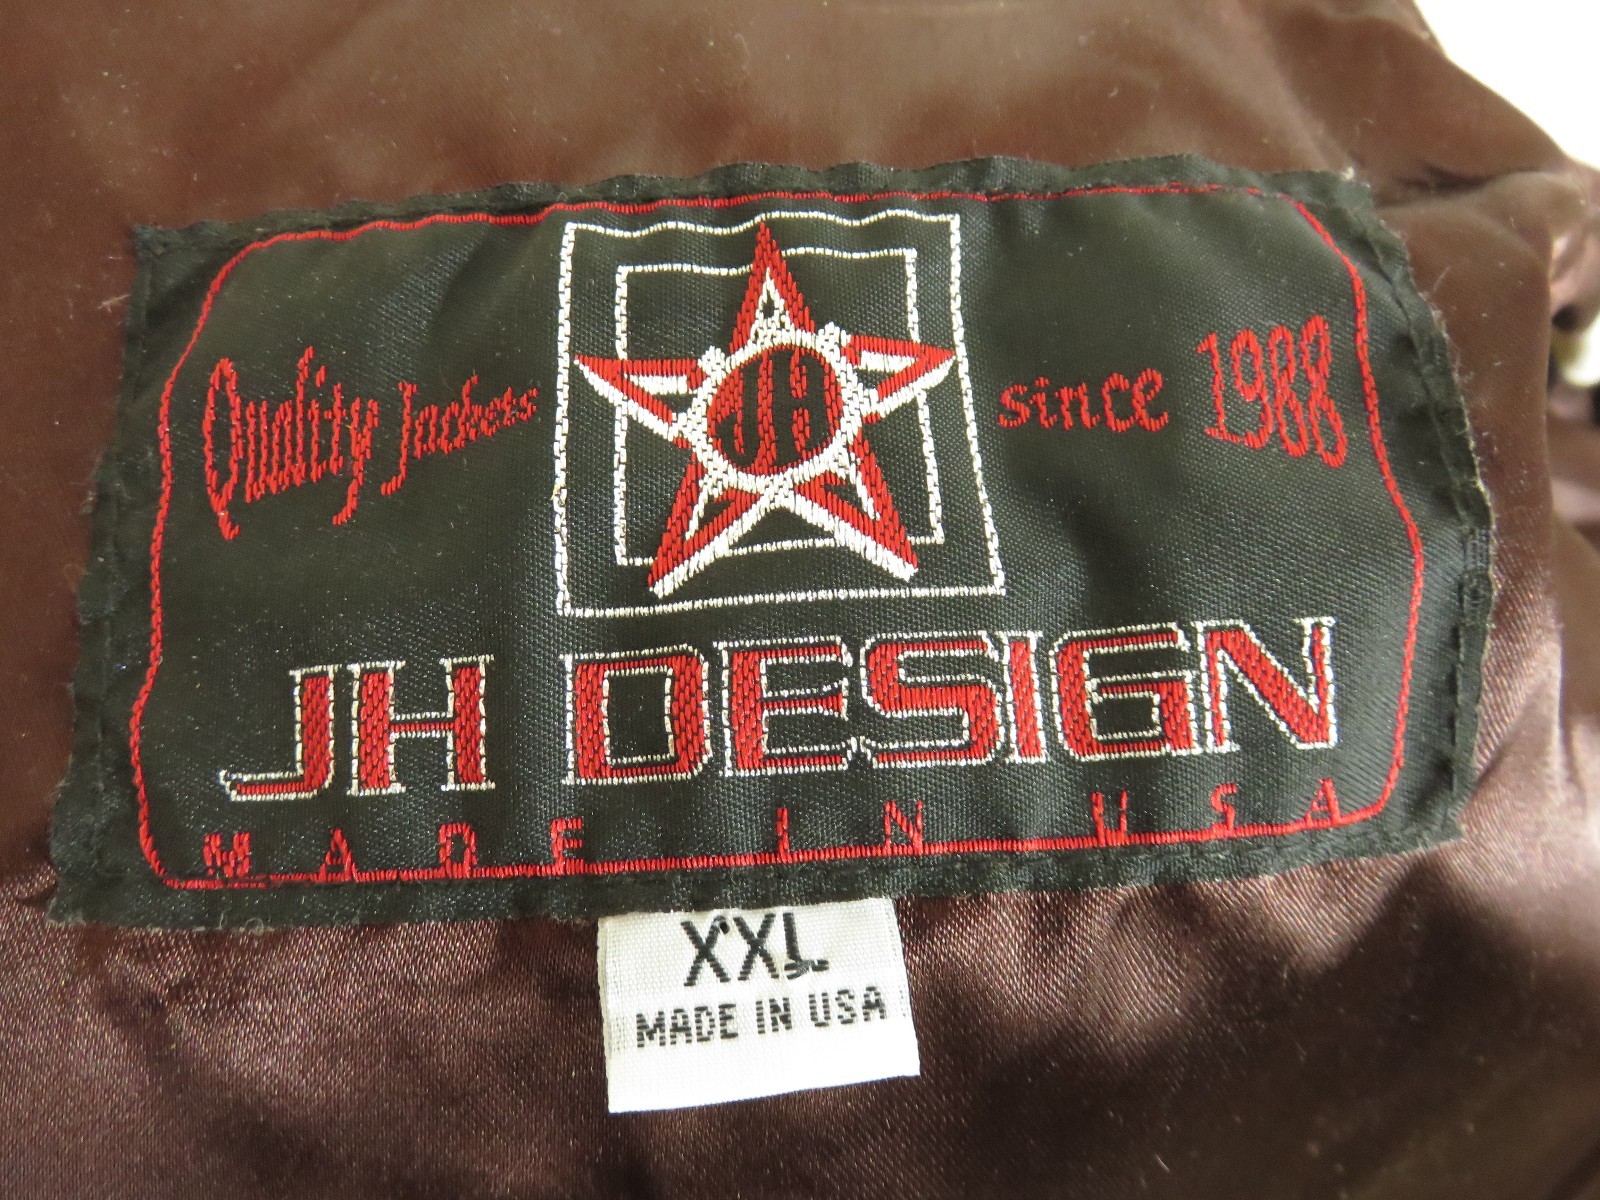 Quality Jackets since 1988
JH
JH DESIGN
MADE IN USA
XXL
MADE IN USA